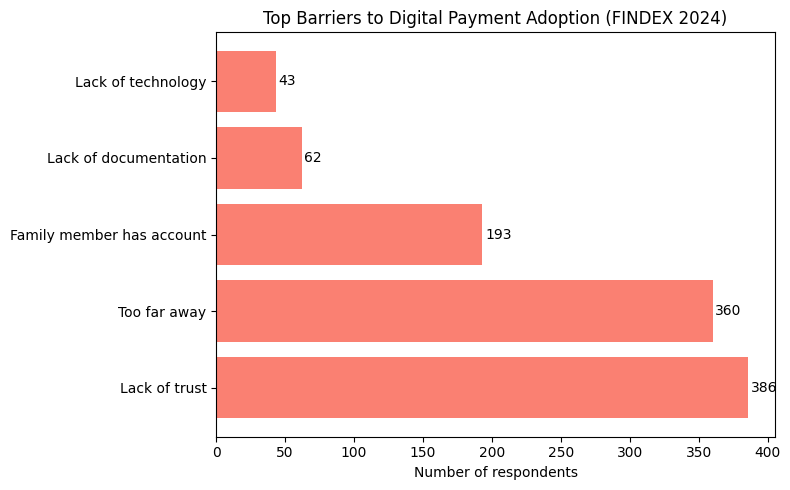 Top Barriers to Digital Payment Adoption (FINDEX 2024)
Lack of technology 43
Lack of documentation 62
Family member has account 193
Too far away 360
Lack of trust 386
0 50 100 150 200 250 300 350 400
Number of respondents